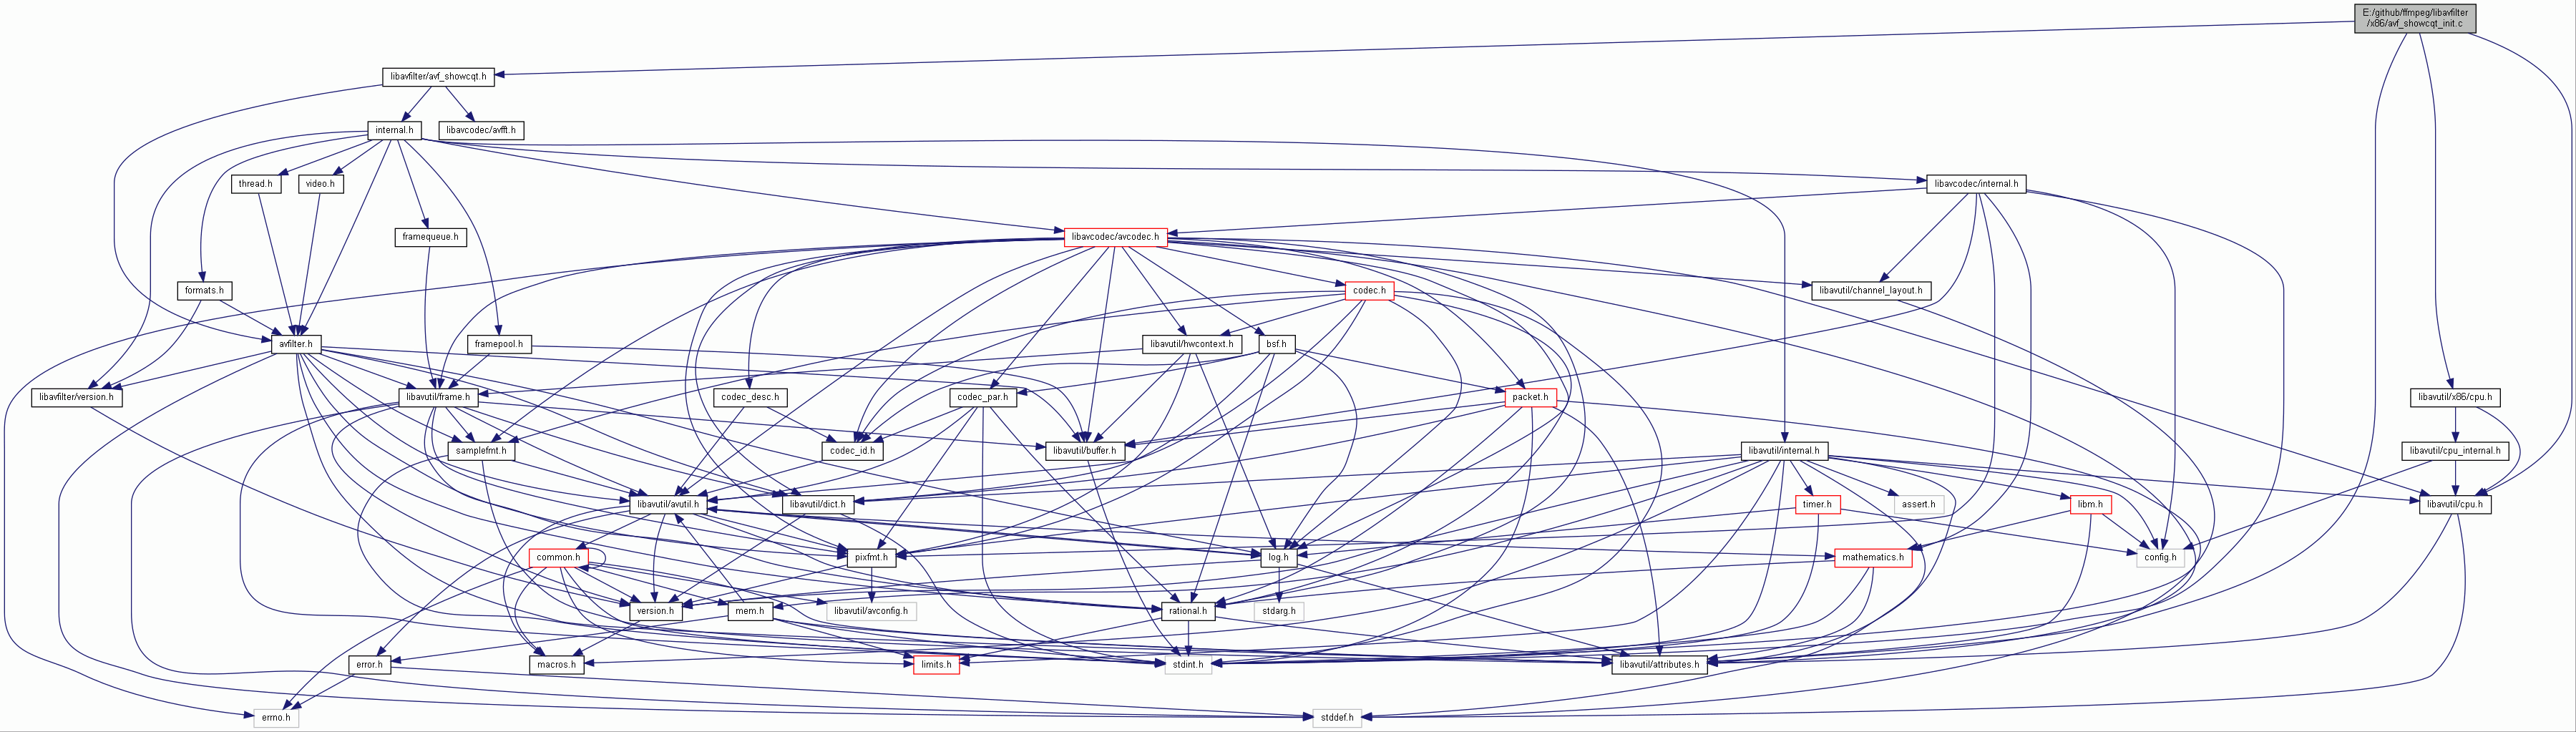 E:/github/ffmpeg/libavfilter
/x86/avf_showcqt_init.c
libavfilter/avf_showcqt.h
internal.h
libavcodec/avfft.h
thread.h
video.h
libavcodec/internal.h
framequeue.h
libavcodec/avcodec.h
formats.h
codec.h
libavutil/channel_layout.h
avfilter.h
framepool.h
libavutil/hwcontext.h
bsf.h
libavfilter/version.h
libavutil/frame.h
codec_desc.h
codec_par.h
packet.h
libavutil/x86/cpu.h
samplefmt.h
codec_id.h
libavutil/buffer.h
libavutil/internal.h
libavutil/cpu_internal.h
libavutil/avutil.h
libavutil/dict.h
timer.h
assert.h
libm.h
libavutil/cpu.h
common.h
pixfmt.h
log.h
mathematics.h
config.h
version.h
mem.h
libavutil/avconfig.h
rational.h
stdarg.h
error.h
macros.h
limits.h
stdint.h
libavutil/attributes.h
errno.h
stddef.h